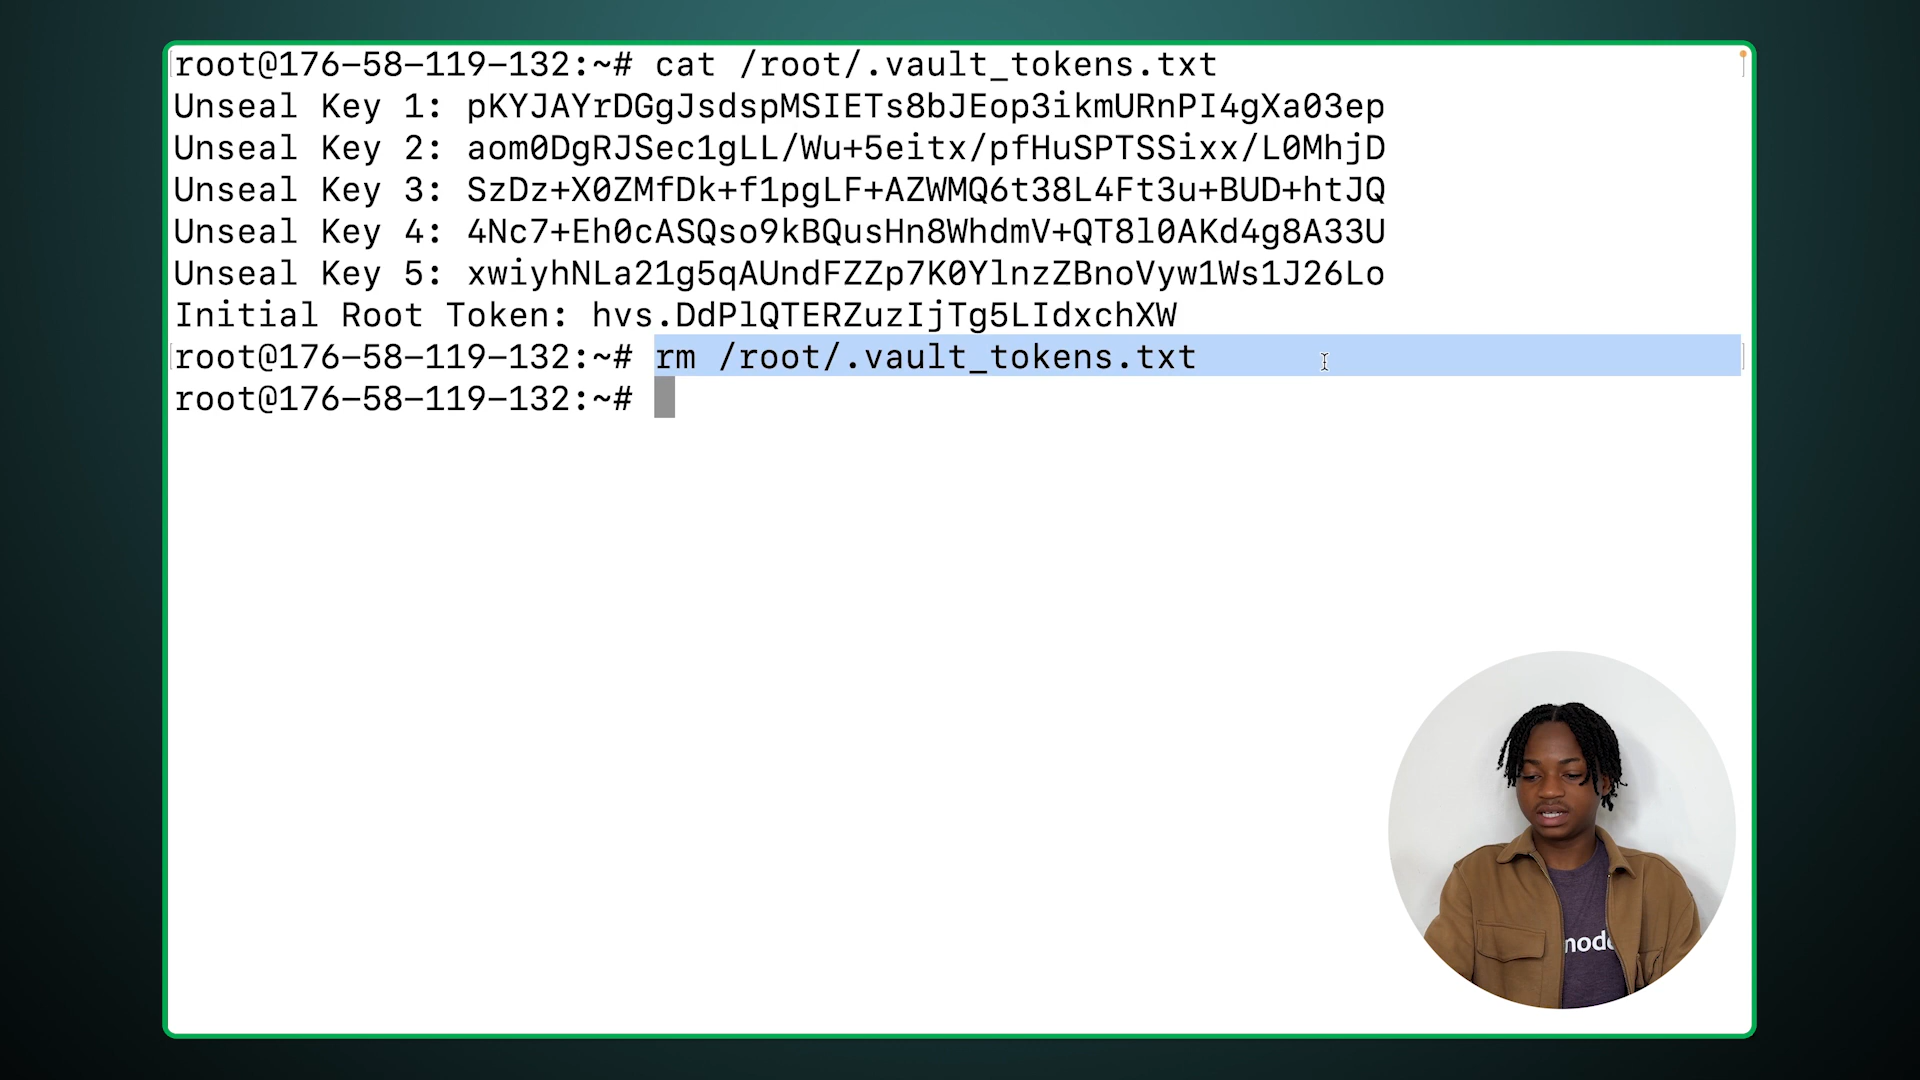 root@176-58-119-132:~# cat /root/.vault_tokens.txt
Unseal Key 1: pKYJAYrDGgJsdspMSIETs8bJEop3ikmURnPI4gXa03ep
Unseal Key 2: aom0DgRJSec1gLL/Wu+5eitx/pfHuSPTSSixx/L0MhjD
Unseal Key 3: SzDz+X0ZMfDk+f1pgLF+AZWMQ6t38L4Ft3u+BUD+htJQ
Unseal Key 4: 4Nc7+Eh0cASQso9kBQusHn8WhdmV+QT8l0AKd4g8A33U
Unseal Key 5: xwiyhNLa21g5qAUndFZZp7K0YlnzZBnoVyw1Ws1J26Lo
Initial Root Token: hvs.DdPlQTERZuzIjTg5LIdxchXW
root@176-58-119-132:~# rm /root/.vault_tokens.txt
root@176-58-119-132:~#